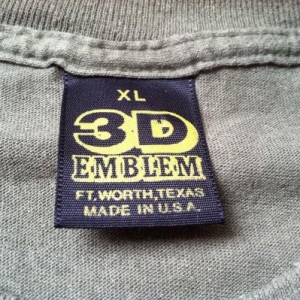 XL
3D
EMBLEM
FT. WORTH, TEXAS
MADE IN U.S.A.